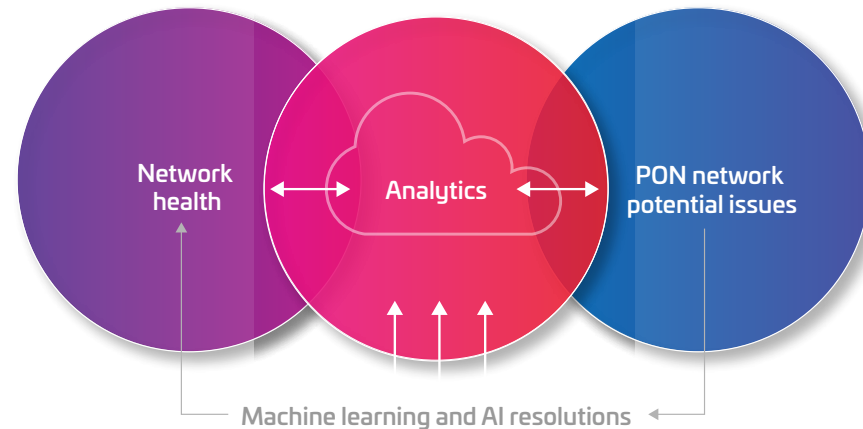 Network
health
Analytics
PON network
potential issues
Machine learning and AI resolutions